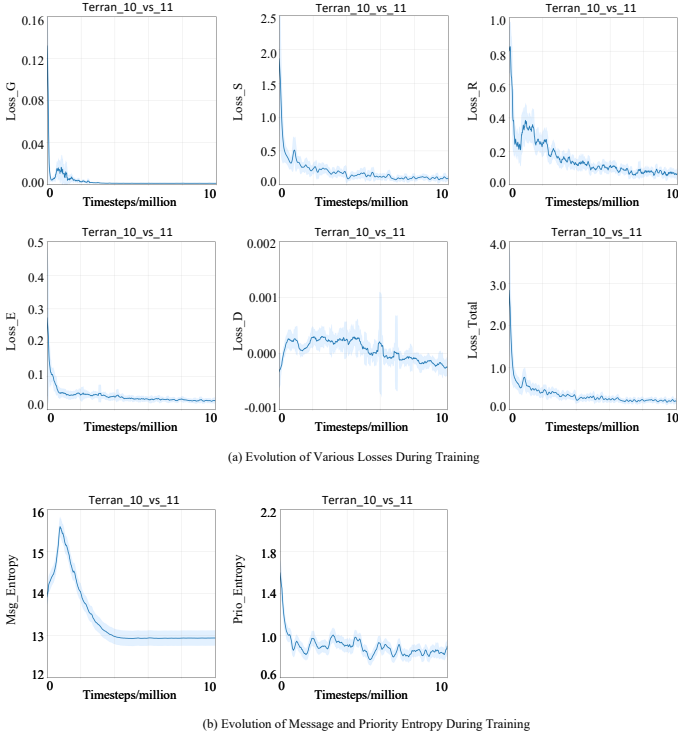 Terran_10_vs_11
Loss_G
0.16
0.12
0.08
0.04
0.00
0
10
Timesteps/million
Terran_10_vs_11
Loss_S
2.5
2.0
1.5
1.0
0.5
0.0
0
10
Timesteps/million
Terran_10_vs_11
Loss_R
1.0
0.8
0.6
0.4
0.2
0.0
0
10
Timesteps/million
Terran_10_vs_11
Loss_E
0.5
0.4
0.3
0.2
0.1
0.0
0
10
Timesteps/million
Terran_10_vs_11
Loss_D
0.002
0.001
0.000
-0.001
0
10
Timesteps/million
Terran_10_vs_11
Loss_Total
4.0
3.0
2.0
1.0
0.0
0
10
Timesteps/million
(a) Evolution of Various Losses During Training
Terran_10_vs_11
Msg_Entropy
16
15
14
13
12
0
10
Timesteps/million
Terran_10_vs_11
Prio_Entropy
2.2
1.8
1.4
1.0
0.6
0
10
Timesteps/million
(b) Evolution of Message and Priority Entropy During Training